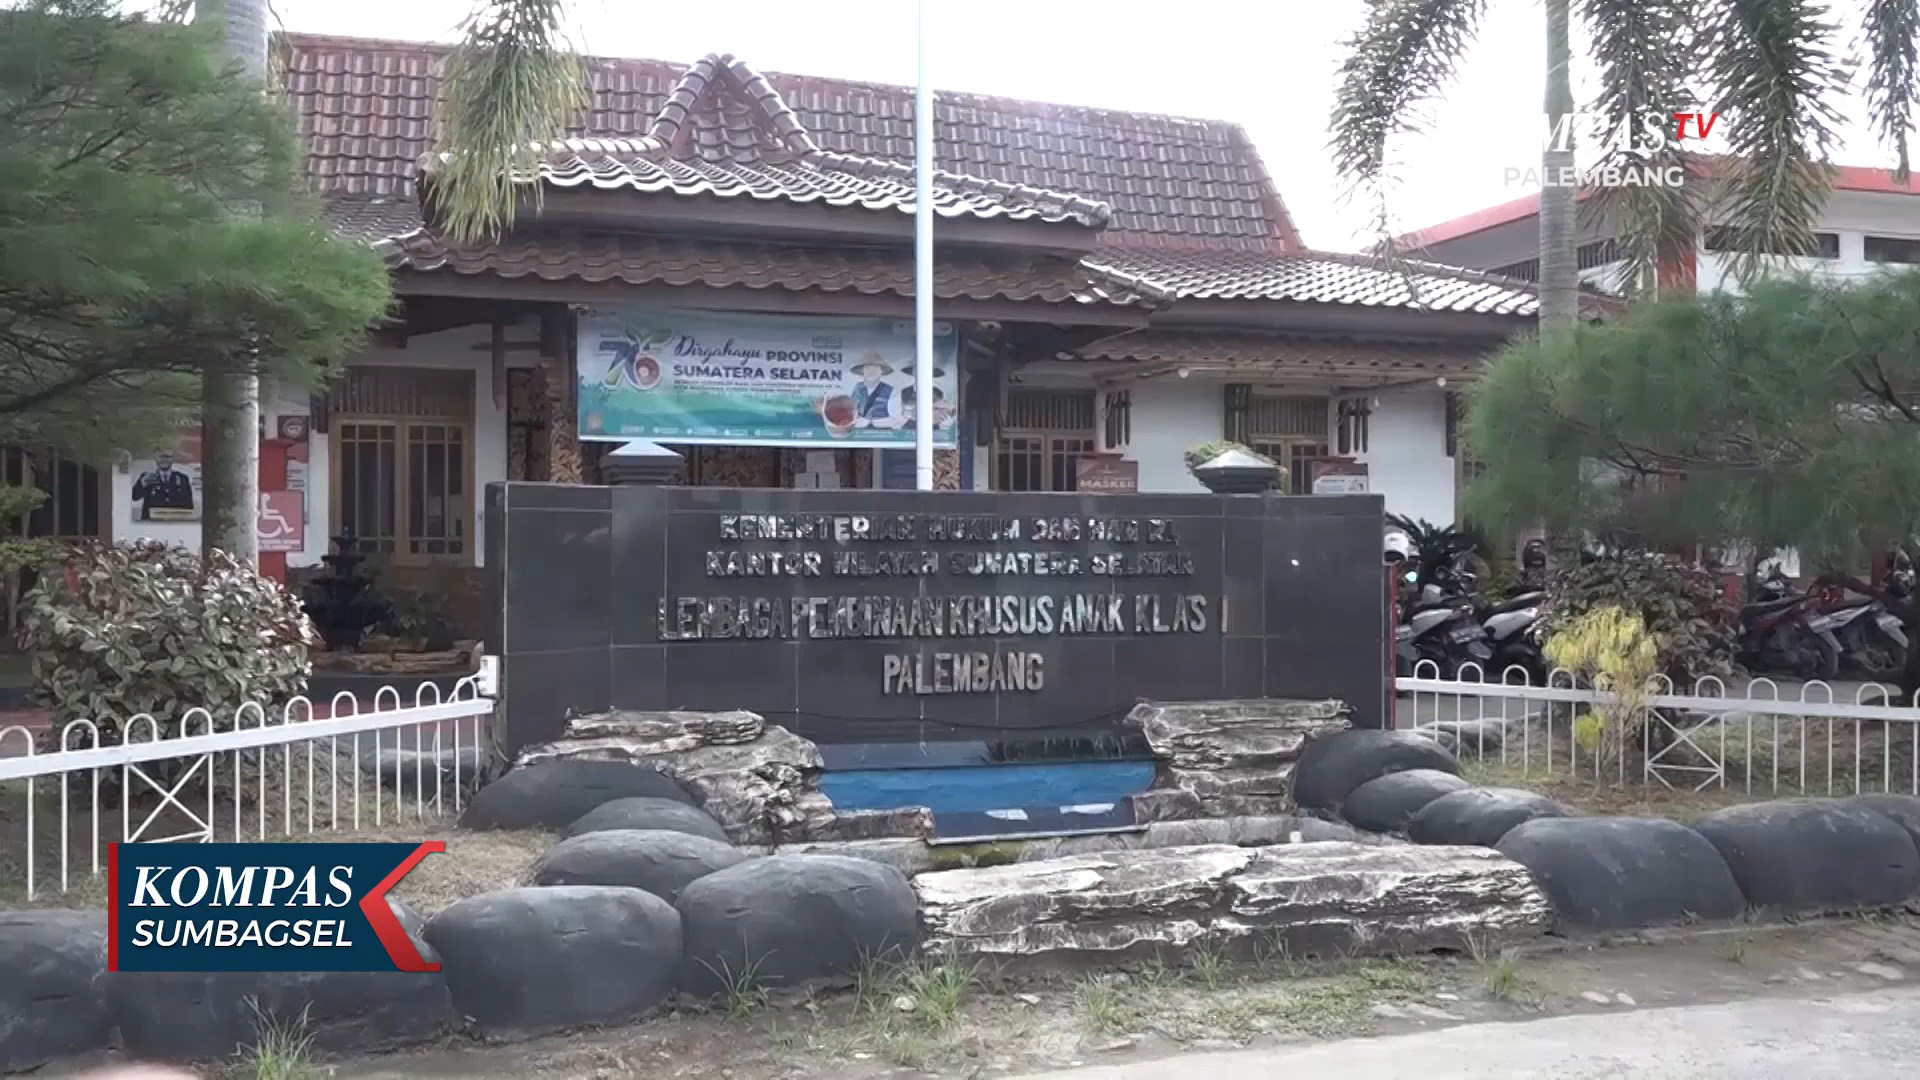 KOMPAS TV
PALEMBANG
76
Dirgahayu PROVINSI
SUMATERA SELATAN
MASKER
KEMENTERIAN HUKUM DAN HAM RI,
KANTOR WILAYAH SUMATERA SELATAN
LEMBAGA PEMBINAAN KHUSUS ANAK KLAS I
PALEMBANG
KOMPAS
SUMBAGSEL